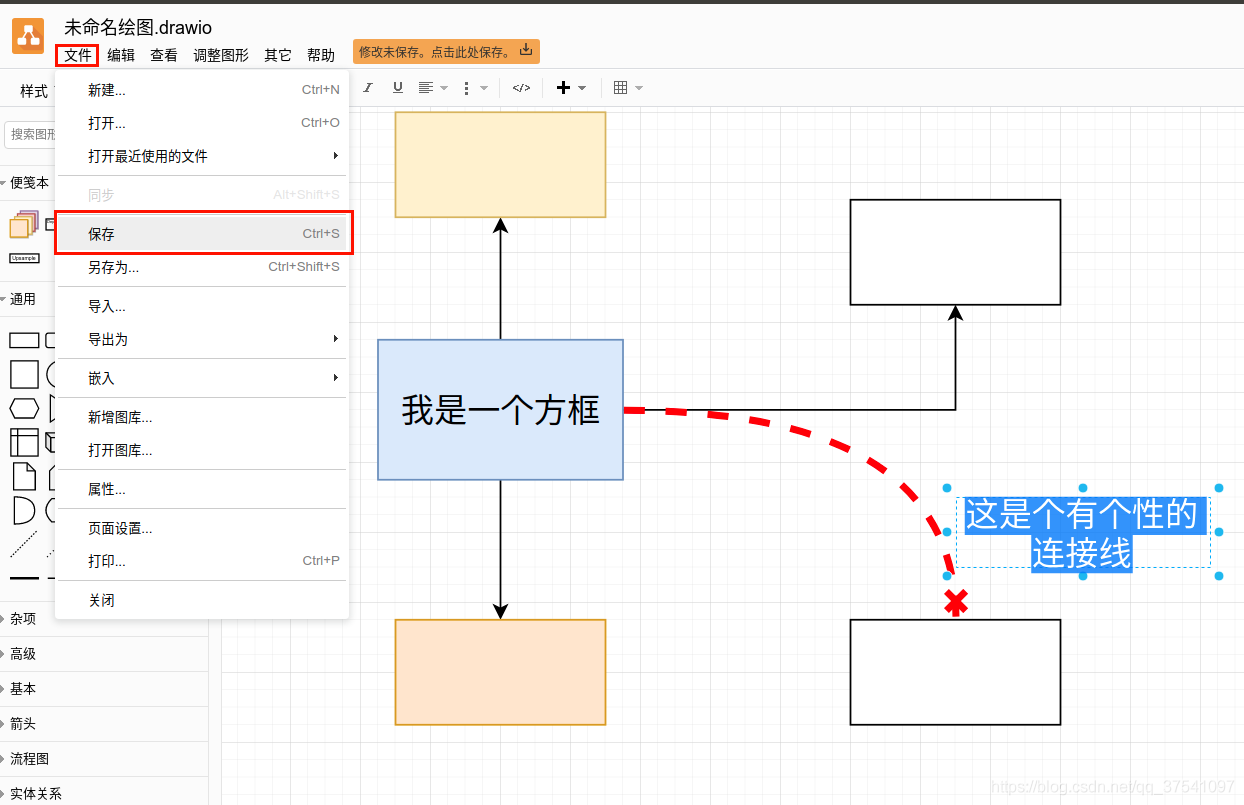 未命名绘图.drawio
文件 编辑 查看 调整图形 其它 帮助
修改未保存。点击此处保存。
样式
搜索图形
便笺本
Upsample
通用
杂项
高级
基本
箭头
流程图
实体关系
新建... Ctrl+N
打开... Ctrl+O
打开最近使用的文件
同步 Alt+Shift+S
保存 Ctrl+S
另存为... Ctrl+Shift+S
导入...
导出为
嵌入
新增图库...
打开图库...
属性...
页面设置...
打印... Ctrl+P
关闭
I U </>
我是一个方框
这是个有个性的
连接线
https://blog.csdn.net/qq_37541097